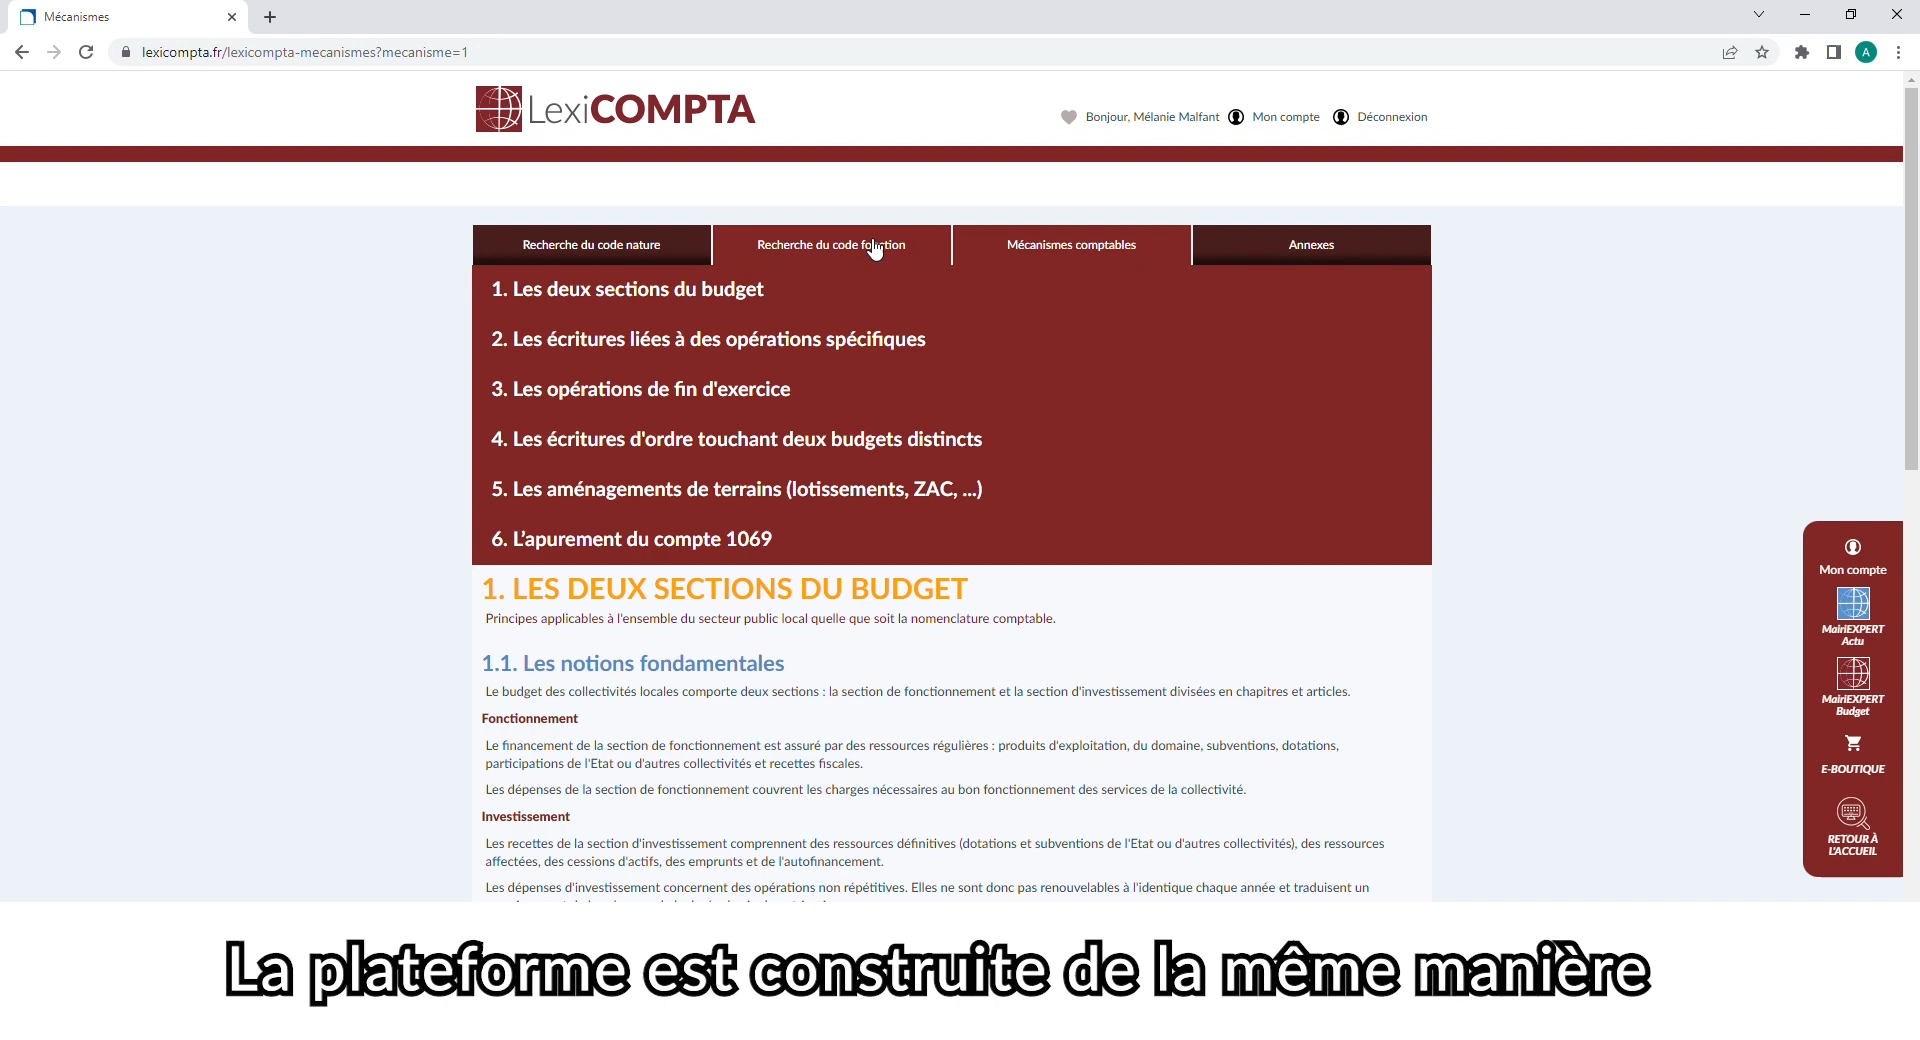 Mécanismes
lexicompta.fr/lexicompta-mecanismes?mecanisme=1
A
LexiCOMPTA
Bonjour, Mélanie Malfant
Mon compte
Déconnexion
Recherche du code nature
Recherche du code fonction
Mécanismes comptables
Annexes
1. Les deux sections du budget
2. Les écritures liées à des opérations spécifiques
3. Les opérations de fin d'exercice
4. Les écritures d'ordre touchant deux budgets distincts
5. Les aménagements de terrains (lotissements, ZAC, ...)
6. L'apurement du compte 1069
1. LES DEUX SECTIONS DU BUDGET
Principes applicables à l'ensemble du secteur public local quelle que soit la nomenclature comptable.
1.1. Les notions fondamentales
Le budget des collectivités locales comporte deux sections : la section de fonctionnement et la section d'investissement divisées en chapitres et articles.
Fonctionnement
Le financement de la section de fonctionnement est assuré par des ressources régulières : produits d'exploitation, du domaine, subventions, dotations,
participations de l'Etat ou d'autres collectivités et recettes fiscales.
Les dépenses de la section de fonctionnement couvrent les charges nécessaires au bon fonctionnement des services de la collectivité.
Investissement
Les recettes de la section d'investissement comprennent des ressources définitives (dotations et subventions de l'Etat ou d'autres collectivités), des ressources
affectées, des cessions d'actifs, des emprunts et de l'autofinancement.
Les dépenses d'investissement concernent des opérations non répétitives. Elles ne sont donc pas renouvelables à l'identique chaque année et traduisent un
Mon compte
MairiEXPERT
Actu
MairiEXPERT
Budget
E-BOUTIQUE
RETOUR À
L'ACCUEIL
La plateforme est construite de la même manière